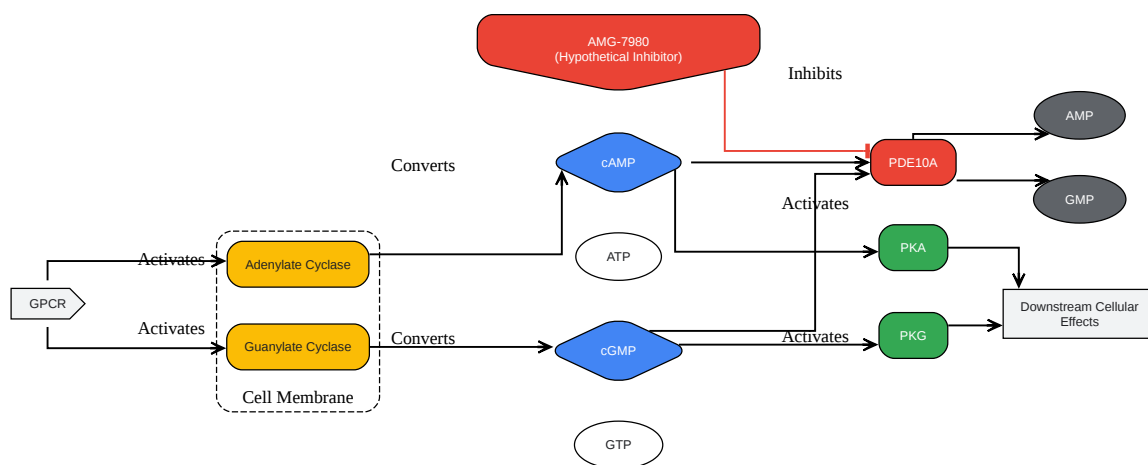 AMG-7980
(Hypothetical Inhibitor)
Inhibits
AMP
Converts
cAMP
PDE10A
GMP
Activates
Activates
Adenylate Cyclase
ATP
PKA
GPCR
Downstream Cellular
Effects
Activates
Guanylate Cyclase
Converts
cGMP
Activates
PKG
Cell Membrane
GTP